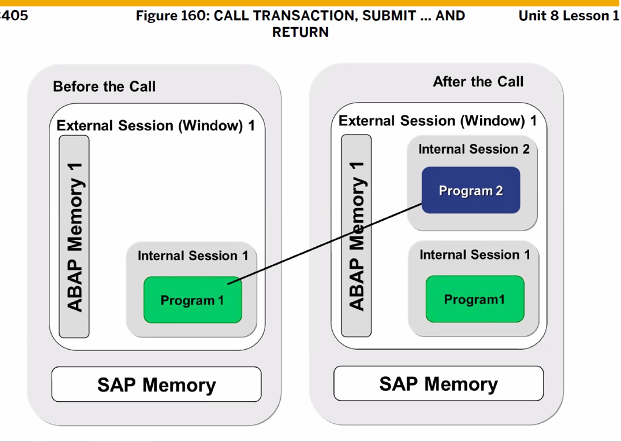 405
Figure 160: CALL TRANSACTION, SUBMIT ... AND
RETURN
Unit 8 Lesson 1
Before the Call
External Session (Window) 1
ABAP Memory 1
Internal Session 1
Program 1
SAP Memory
After the Call
External Session (Window) 1
ABAP Memory 1
Internal Session 2
Program 2
Internal Session 1
Program1
SAP Memory